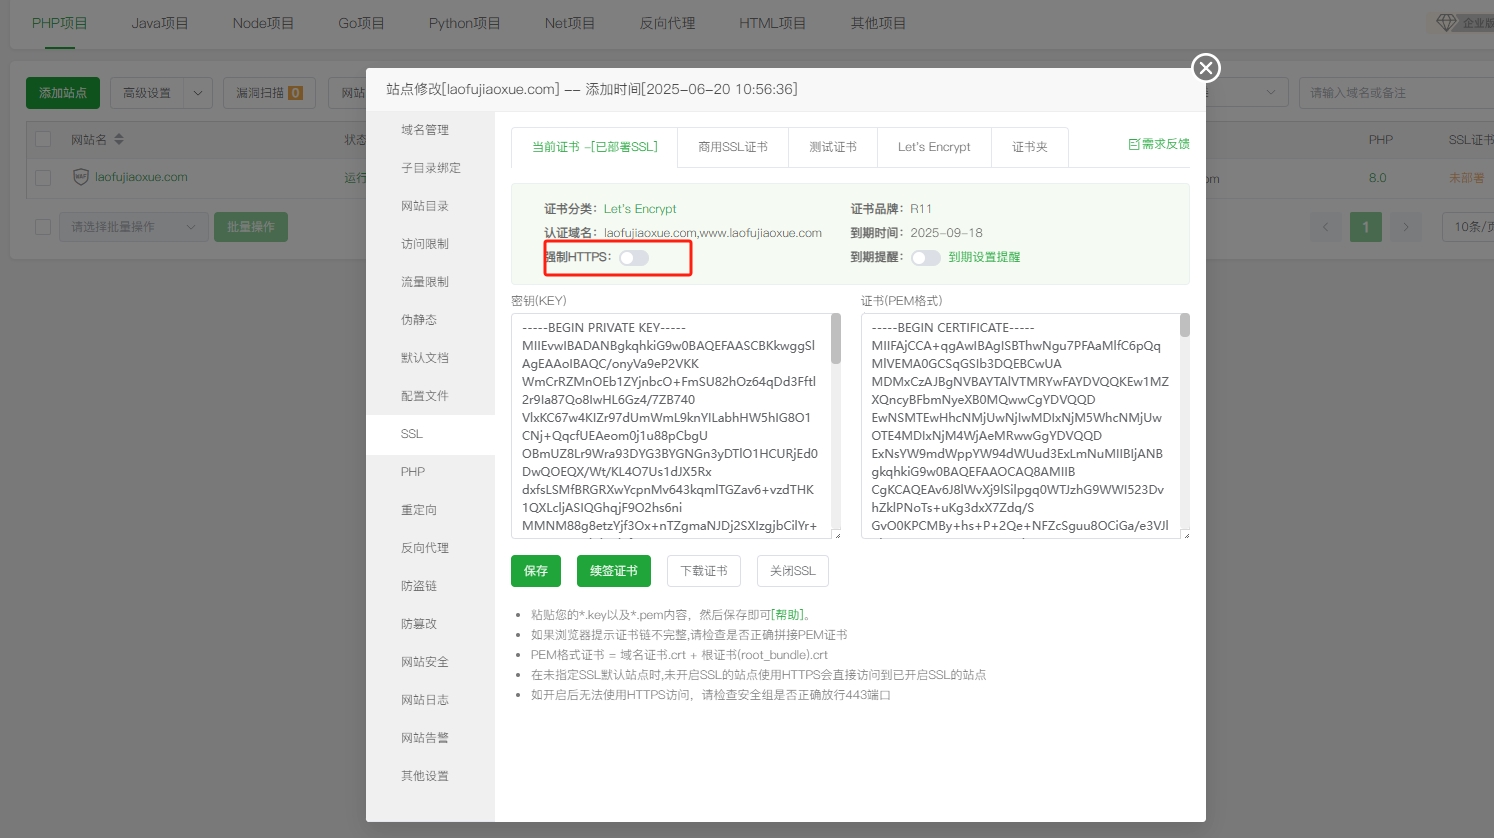 PHP项目 Java项目 Node项目 Go项目 Python项目 Net项目 反向代理 HTML项目 其他项目
企业版
添加站点 高级设置 漏洞扫描 0 网站
请输入域名或备注
网站名 状态 PHP SSL证书
laofujiaoxue.com 运行 om 8.0 未部署
请选择批量操作 批量操作 1 10条/页
站点修改[laofujiaoxue.com] -- 添加时间[2025-06-20 10:56:36]
域名管理
子目录绑定
网站目录
访问限制
流量限制
伪静态
默认文档
配置文件
SSL
PHP
重定向
反向代理
防盗链
防篡改
网站安全
网站日志
网站告警
其他设置
当前证书 -[已部署SSL] 商用SSL证书 测试证书 Let's Encrypt 证书夹 需求反馈
证书分类： Let's Encrypt 证书品牌： R11
认证域名： laofujiaoxue.com,www.laofujiaoxue.com 到期时间： 2025-09-18
强制HTTPS： 到期提醒： 到期设置提醒
密钥(KEY)
-----BEGIN PRIVATE KEY-----
MIIEvwIBADANBgkqhkiG9w0BAQEFAASCBKkwggSl
AgEAAoIBAQC/onyVa9eP2VKK
WmCrRZMnOEb1ZYjnbcO+FmSU82hOz64qDd3Fftl
2r9Ia87Qo8IwHL6Gz4/7ZB740
VlxKC67w4KIZr97dUmWmL9knYILabhHW5hIG8O1
CNj+QqcfUEAeom0j1u88pCbgU
OBmUZ8Lr9Wra93DYG3BYGNGn3yDTlO1HCURjEd0
DwQOEQX/Wt/KL4O7Us1dJX5Rx
dxfsLSMfBRGRXwYcpnMv643kqmlTGZav6+vzdTHK
1QXLcljASIQGhqjF9O2hs6ni
MMNM88g8etzYjf3Ox+nTZgmaNJDj2SXIzgjbCilYr+
证书(PEM格式)
-----BEGIN CERTIFICATE-----
MIIFAjCCA+qgAwIBAgISBThwNgu7PFAaMlfC6pQq
MlVEMA0GCSqGSIb3DQEBCwUA
MDMxCzAJBgNVBAYTAlVTMRYwFAYDVQQKEw1MZ
XQncyBFbmNyeXB0MQwwCgYDVQQD
EwNSMTEwHhcNMjUwNjIwMDIxNjM5WhcNMjUw
OTE4MDIxNjM4WjAeMRwwGgYDVQQD
ExNsYW9mdWppYW94dWUud3ExLmNuMIIBIjANB
gkqhkiG9w0BAQEFAAOCAQ8AMIIB
CgKCAQEAv6J8lWvXj9lSilpgq0WTJzhG9WWI523Dv
hZklPNoTs+uKg3dxX7Zdq/S
GvO0KPCMBy+hs+P+2Qe+NFZcSguu8OCiGa/e3VJl
保存 续签证书 下载证书 关闭SSL
粘贴您的*.key以及*.pem内容，然后保存即可[帮助]。
如果浏览器提示证书链不完整,请检查是否正确拼接PEM证书
PEM格式证书 = 域名证书.crt + 根证书(root_bundle).crt
在未指定SSL默认站点时,未开启SSL的站点使用HTTPS会直接访问到已开启SSL的站点
如开启后无法使用HTTPS访问，请检查安全组是否正确放行443端口